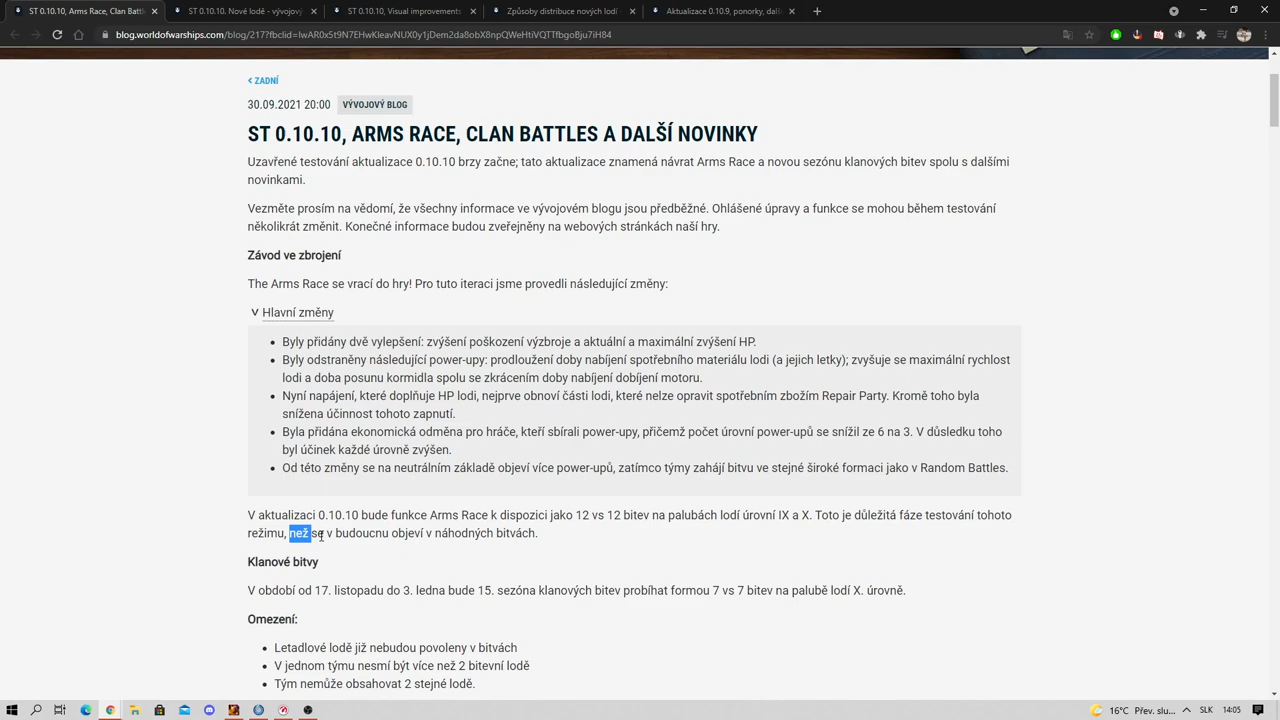 ST 0.10.10, Arms Race, Clan Batt
ST 0.10.10. Novém Navele - vývoj
ST 0.10.10, Visual improvements
Způsoby distribuce nových lodí -
Aktualizace 0.9, ponorky, dal
blog.worldofwarships.com/blog/217?fbclid=IwAR0x5t9N7EHwKleavNUX0y1jDem2da8obX8npQWeHtiVQTTfbgoBju7iH84
ZADNÍ
30.09.2021 20:00 VÝVOJOVÝ BLOG
ST 0.10.10, ARMS RACE, CLAN BATTLES A DALŠÍ NOVINKY
Uzavřené testování aktualizace 0.10.10 brzy začne; tato aktualizace znamená návrat Arms Race a novou sezónu klanových bitev spolu s dalšími
novinkami.
Vezměte prosím na vědomí, že všechny informace ve vývojovém blogu jsou předběžné. Ohlášené úpravy a funkce se mohou během testování
několikrát změnit. Konečné informace budou zveřejněny na webových stránkách naší hry.
Závod ve zbrojení
The Arms Race se vrací do hry! Pro tuto iteraci jsme provedli následující změny:
Hlavní změny
Byly přidány dvě vylepšení: zvýšení poškození výzbroje a aktuální a maximální zvýšení HP.
Byly odstraněny následující power-upy: prodloužení doby nabíjení spotřebního materiálu lodi (a jejich letky); zvyšuje se maximální rychlost
lodi a doba posunu kormidla spolu se zkrácením doby nabíjení dobíjení motoru.
Nyní napájení, které doplňuje HP lodi, nejprve obnoví části lodi, které nelze opravit spotřebním zbožím Repair Party. Kromě toho byla
snížena účinnost tohoto zapnutí.
Byla přidána ekonomická odměna pro hráče, kteří sbírali power-upy, přičemž počet úrovní power-upů se snížil ze 6 na 3. V důsledku toho
byl účinek každé úrovně zvýšen.
Od této změny se na neutrálním základě objeví více power-upů, zatímco týmy zahájí bitvu ve stejné široké formaci jako v Random Battles.
V aktualizaci 0.10.10 bude funkce Arms Race k dispozici jako 12 vs 12 bitev na palubách lodí úrovní IX a X. Toto je důležitá fáze testování tohoto
režimu, než se v budoucnu objeví v náhodných bitvách.
Klanové bitvy
V období od 17. listopadu do 3. ledna bude 15. sezóna klanových bitev probíhat formou 7 vs 7 bitev na palubě lodí X. úrovně.
Omezení:
Letadlové lodě již nebudou povoleny v bitvách
V jednom týmu nesmí být více než 2 bitevní lodě
Tým nemůže obsahovat 2 stejné lodě.
16°C Prev. slu... SLK 14:05